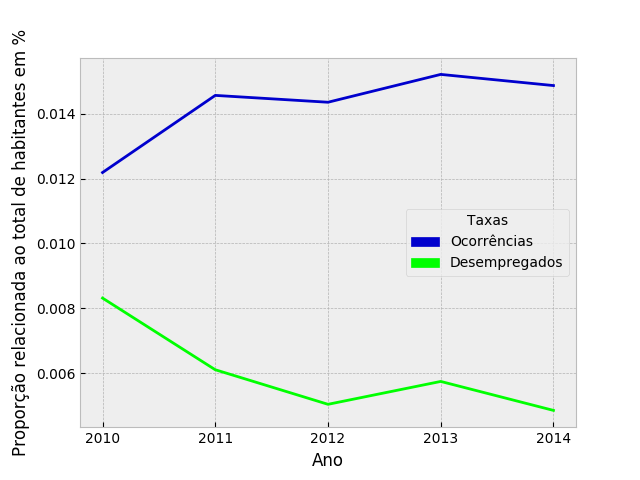 Proporção relacionada ao total de habitantes em %
0.014
0.012
0.010
0.008
0.006
Taxas
Ocorrências
Desempregados
2010 2011 2012 2013 2014
Ano